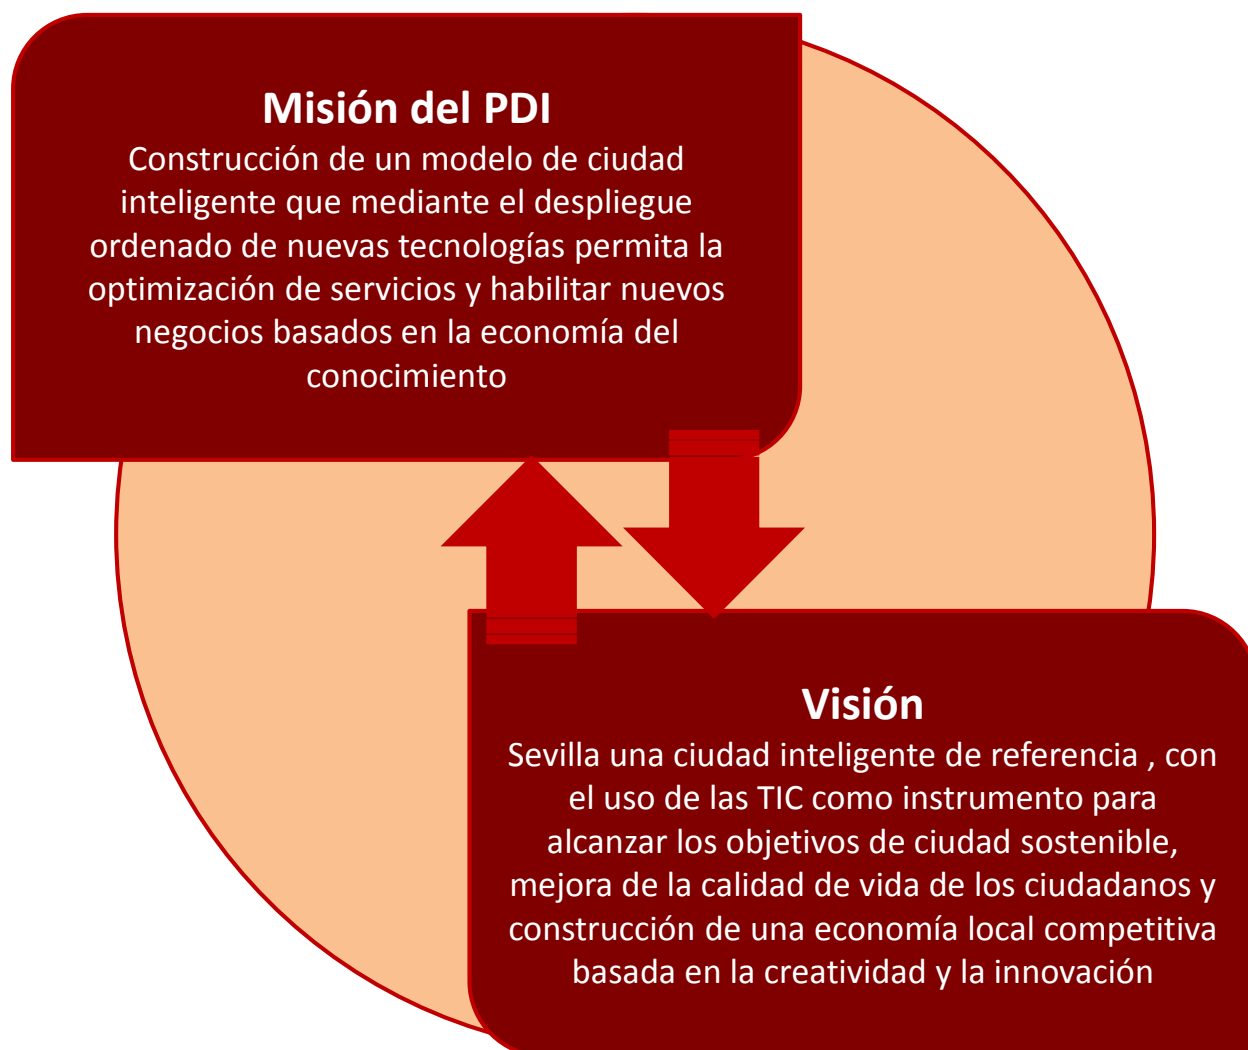 Misión del PDI
Construcción de un modelo de ciudad
inteligente que mediante el despliegue
ordenado de nuevas tecnologías permita la
optimización de servicios y habilitar nuevos
negocios basados en la economía del
conocimiento
Visión
Sevilla una ciudad inteligente de referencia , con
el uso de las TIC como instrumento para
alcanzar los objetivos de ciudad sostenible,
mejora de la calidad de vida de los ciudadanos y
construcción de una economía local competitiva
basada en la creatividad y la innovación